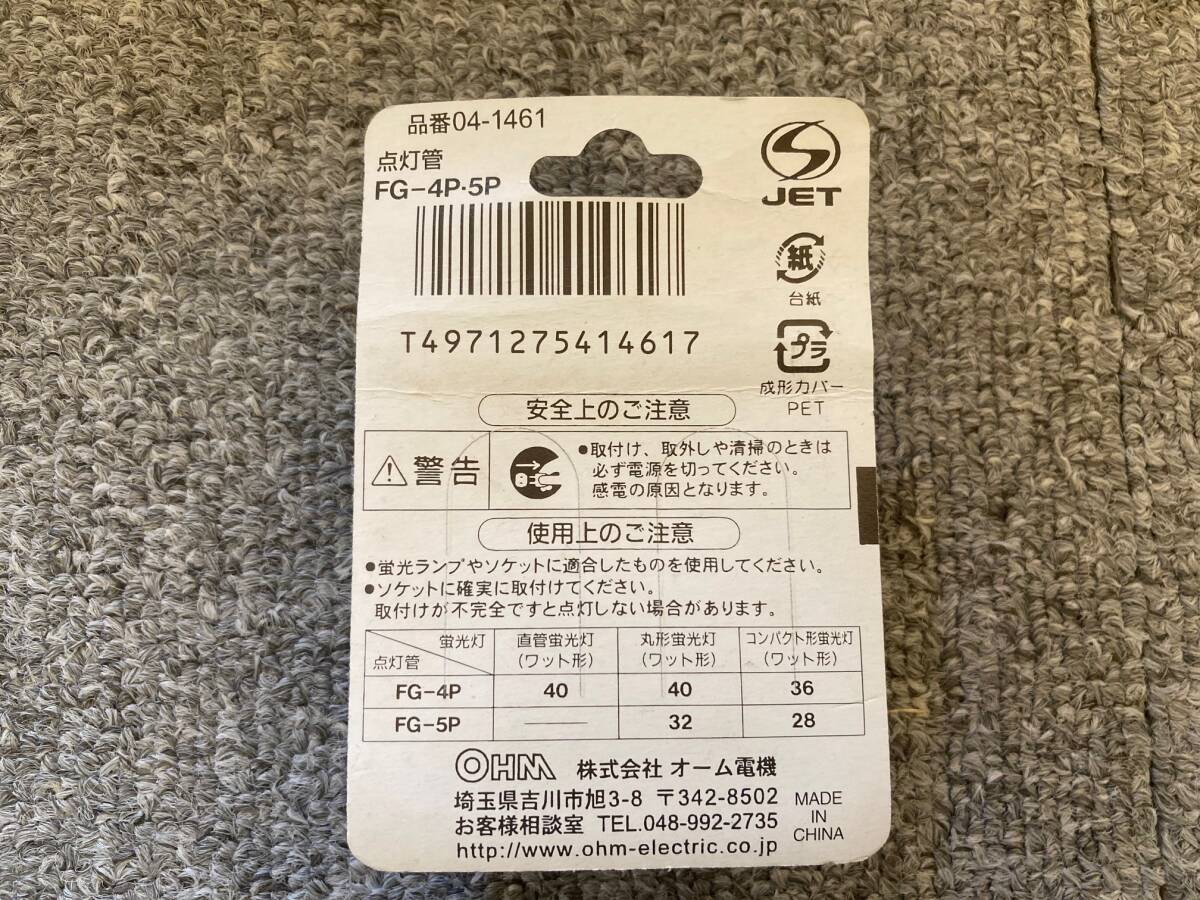 品番04-1461
点灯管
FG-4P・5P
JET
紙
台紙
T4971275414617
プラ
成形カバー
PET
安全上のご注意
警告
●取付け、取外しや清掃のときは
必ず電源を切ってください。
感電の原因となります。
使用上のご注意
●蛍光ランプやソケットに適合したものを使用してください。
●ソケットに確実に取付けてください。
取付けが不完全ですと点灯しない場合があります。
蛍光灯 直管蛍光灯 丸形蛍光灯 コンパクト形蛍光灯
点灯管 (ワット形) (ワット形) (ワット形)
FG-4P 40 40 36
FG-5P —— 32 28
OHM 株式会社 オーム電機
埼玉県吉川市旭3-8 〒342-8502
お客様相談室 TEL.048-992-2735
http://www.ohm-electric.co.jp
MADE
IN
CHINA